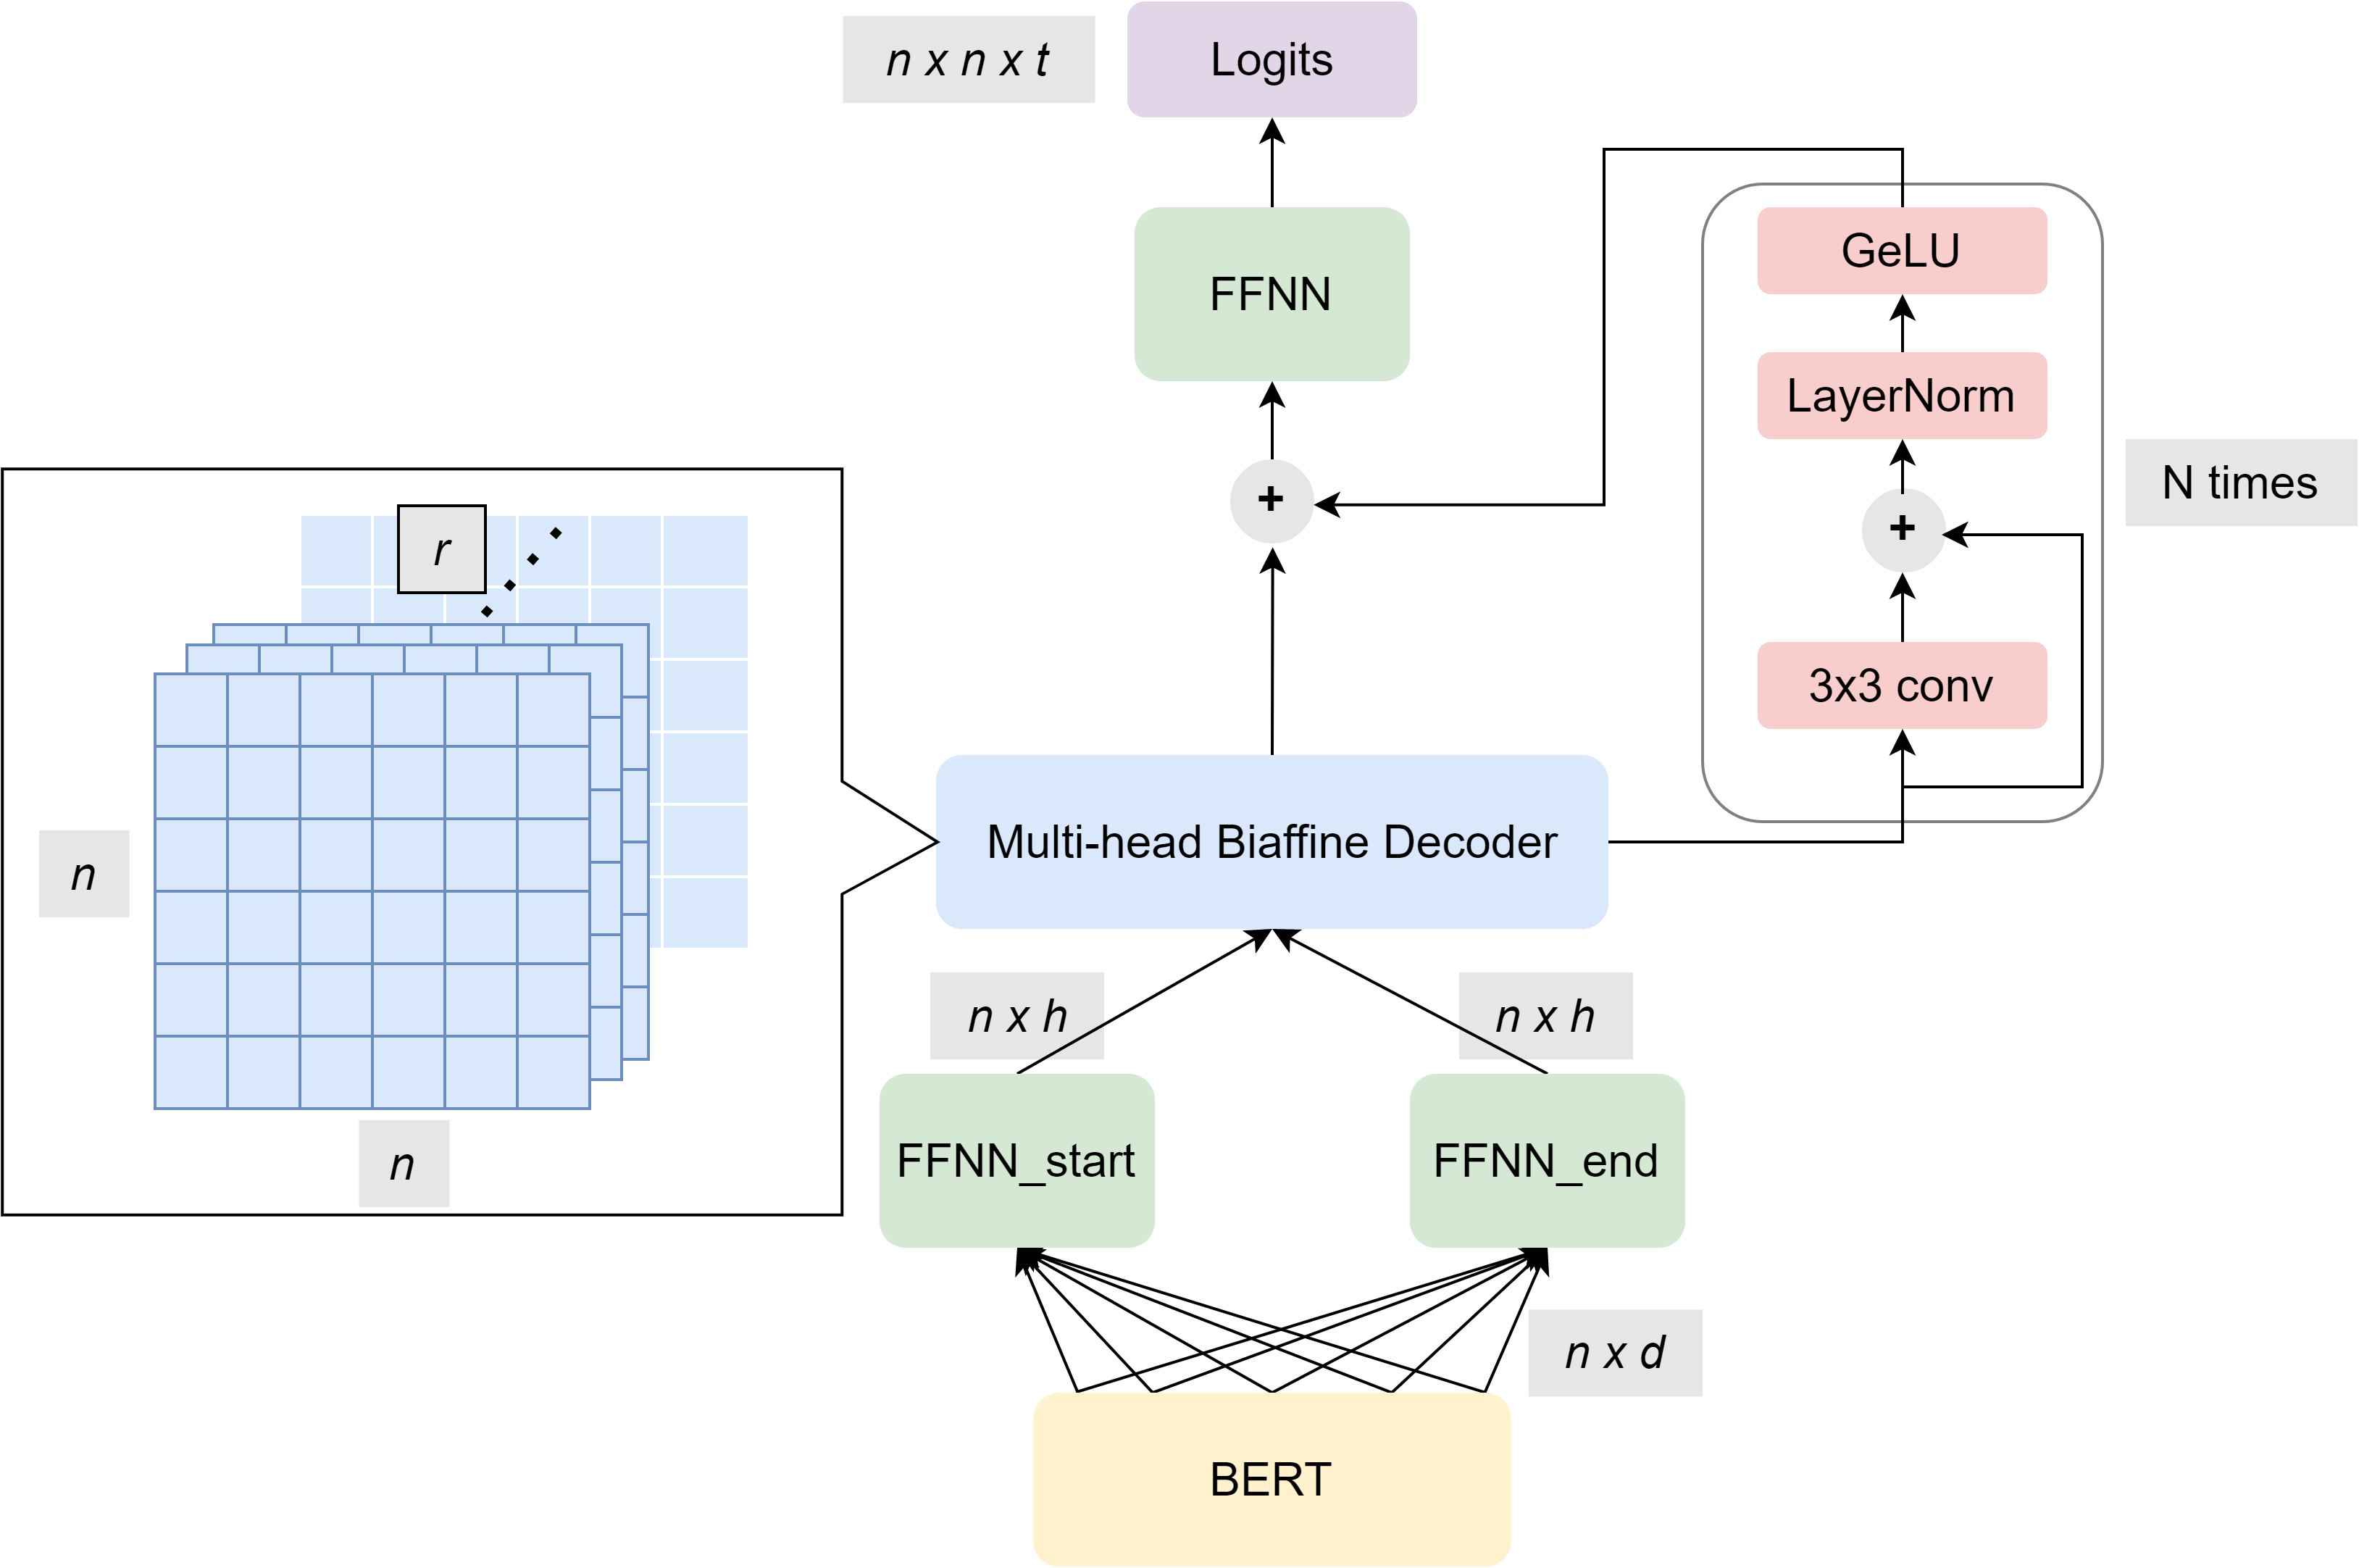 n x n x t
Logits
FFNN
GeLU
LayerNorm
N times
+
+
r
3x3 conv
Multi-head Biaffine Decoder
n
n x h
n x h
n
FFNN_start
FFNN_end
n x d
BERT